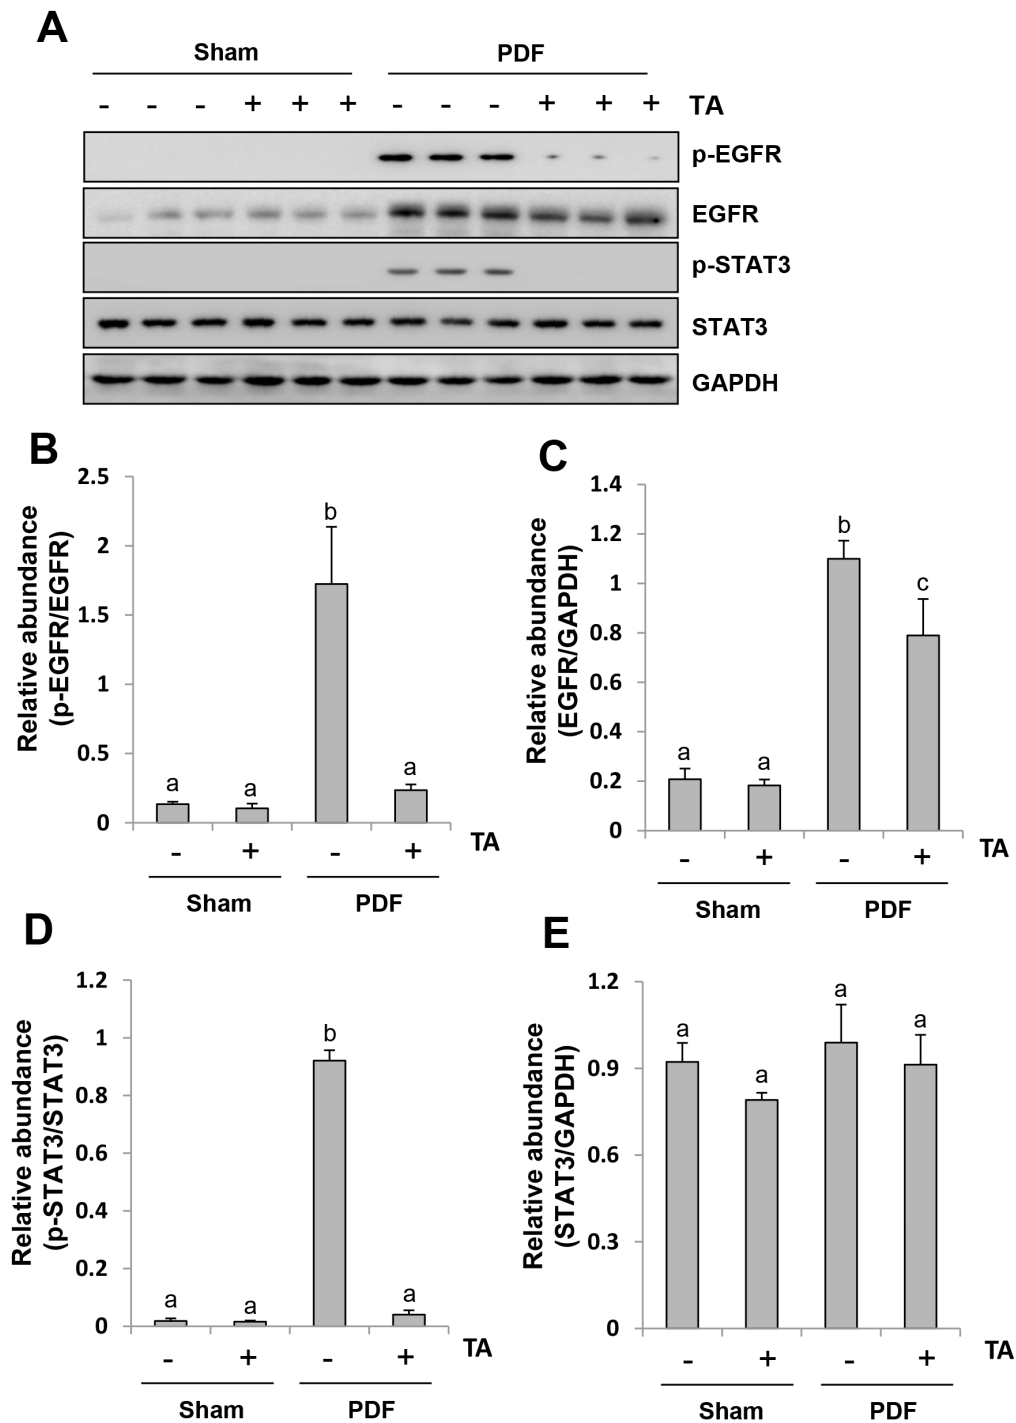 A
Sham PDF
- - - + + + - - - + + + TA
p-EGFR
EGFR
p-STAT3
STAT3
GAPDH
B
Relative abundance
(p-EGFR/EGFR)
2.5
2
1.5
1
0.5
0
a a b a
- + - + TA
Sham PDF
C
Relative abundance
(EGFR/GAPDH)
1.4
1.2
1
0.8
0.6
0.4
0.2
0
a a b c
- + - + TA
Sham PDF
D
Relative abundance
(p-STAT3/STAT3)
1.2
1
0.8
0.6
0.4
0.2
0
a a b a
- + - + TA
Sham PDF
E
Relative abundance
(STAT3/GAPDH)
1.2
0.9
0.6
0.3
0
a a a a
- + - + TA
Sham PDF